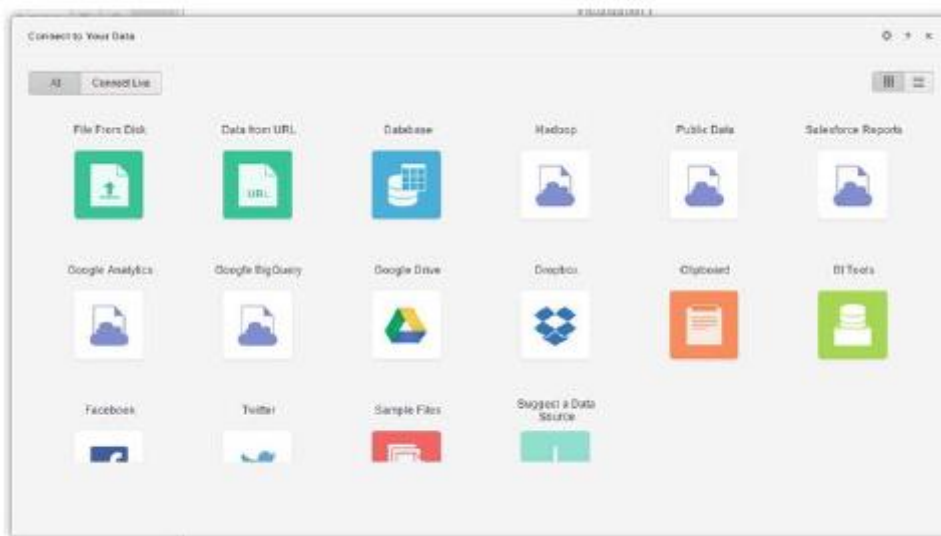 Connect to Your Data
?
All Connect Live
File From Disk Data from URL Database Hadoop Public Data Salesforce Reports
URL
Google Analytics Google BigQuery Google Drive Dropbox Clipboard BI Tools
Facebook Twitter Sample Files Suggest a Data
Source